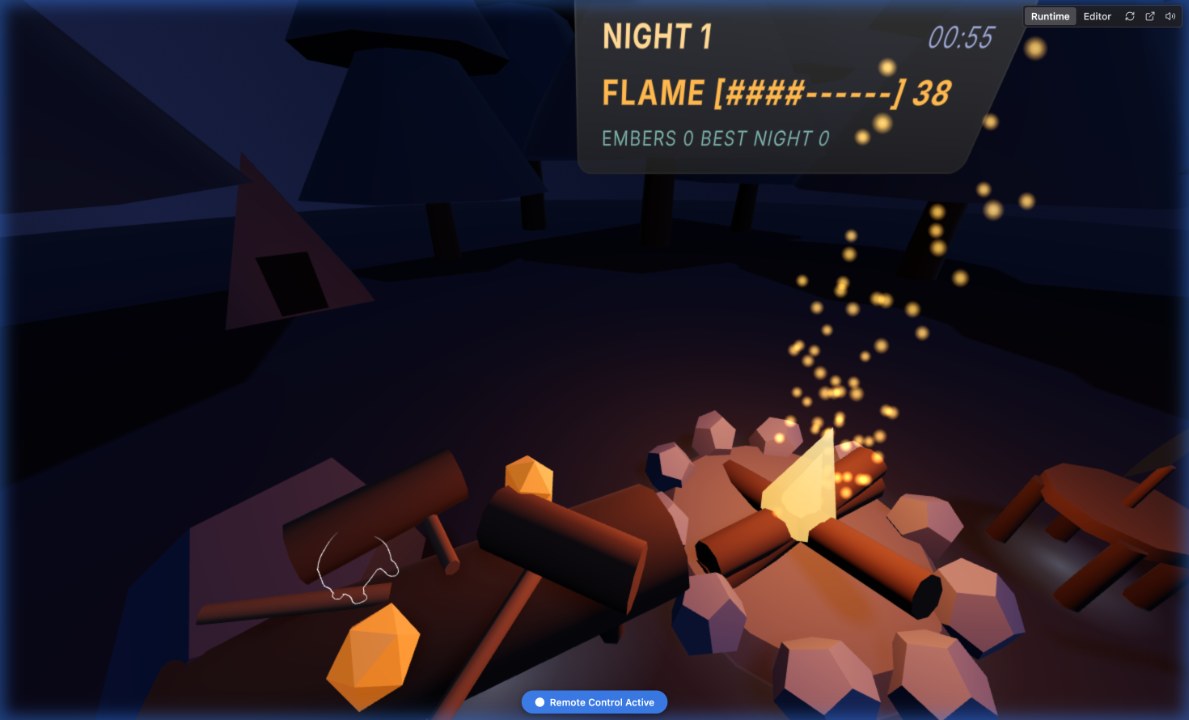 Runtime Editor
NIGHT 1 00:55
FLAME [####------] 38
EMBERS 0 BEST NIGHT 0
Remote Control Active